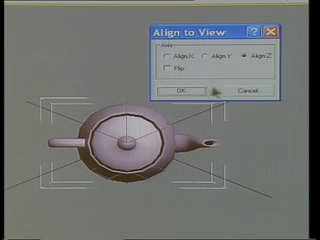 Align to View
Axis
Align X Align Y Align Z
Flip
OK Cancel